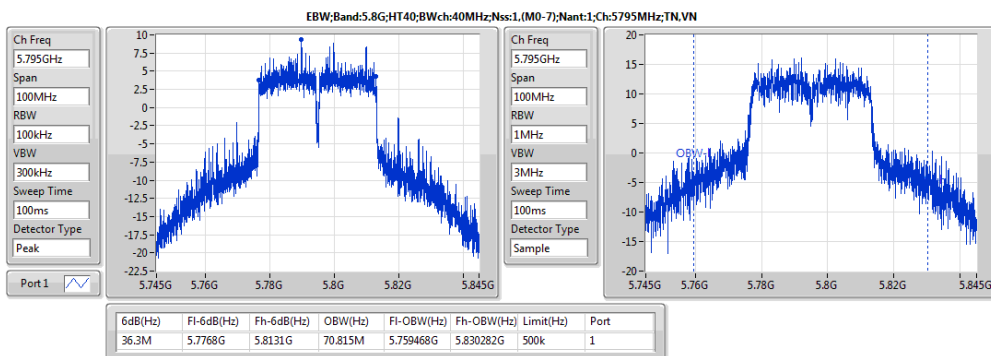 EBW;Band:5.8G;HT40;BWch:40MHz;Nss:1,(M0-7);Nant:1;Ch:5795MHz;TN,VN
Ch Freq
5.795GHz
Span
100MHz
RBW
100kHz
VBW
300kHz
Sweep Time
100ms
Detector Type
Peak
Port 1
10
7.5
5
2.5
0
-2.5
-5
-7.5
-10
-12.5
-15
-17.5
-20
-22.5
5.745G 5.76G 5.78G 5.8G 5.82G 5.845G
Ch Freq
5.795GHz
Span
100MHz
RBW
1MHz
VBW
3MHz
Sweep Time
100ms
Detector Type
Sample
20
15
10
5
0
-5
-10
-15
-20
OBW
5.745G 5.76G 5.78G 5.8G 5.82G 5.845G
6dB(Hz) Fl-6dB(Hz) Fh-6dB(Hz) OBW(Hz) Fl-OBW(Hz) Fh-OBW(Hz) Limit(Hz) Port
36.3M 5.7768G 5.8131G 70.815M 5.759468G 5.830282G 500k 1